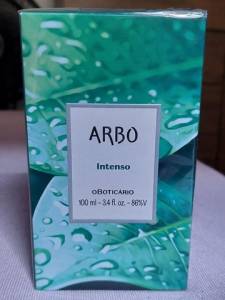 ARBO
Intenso
oBOTICÁRIO
100 ml - 3.4 fl. oz. - 86%V